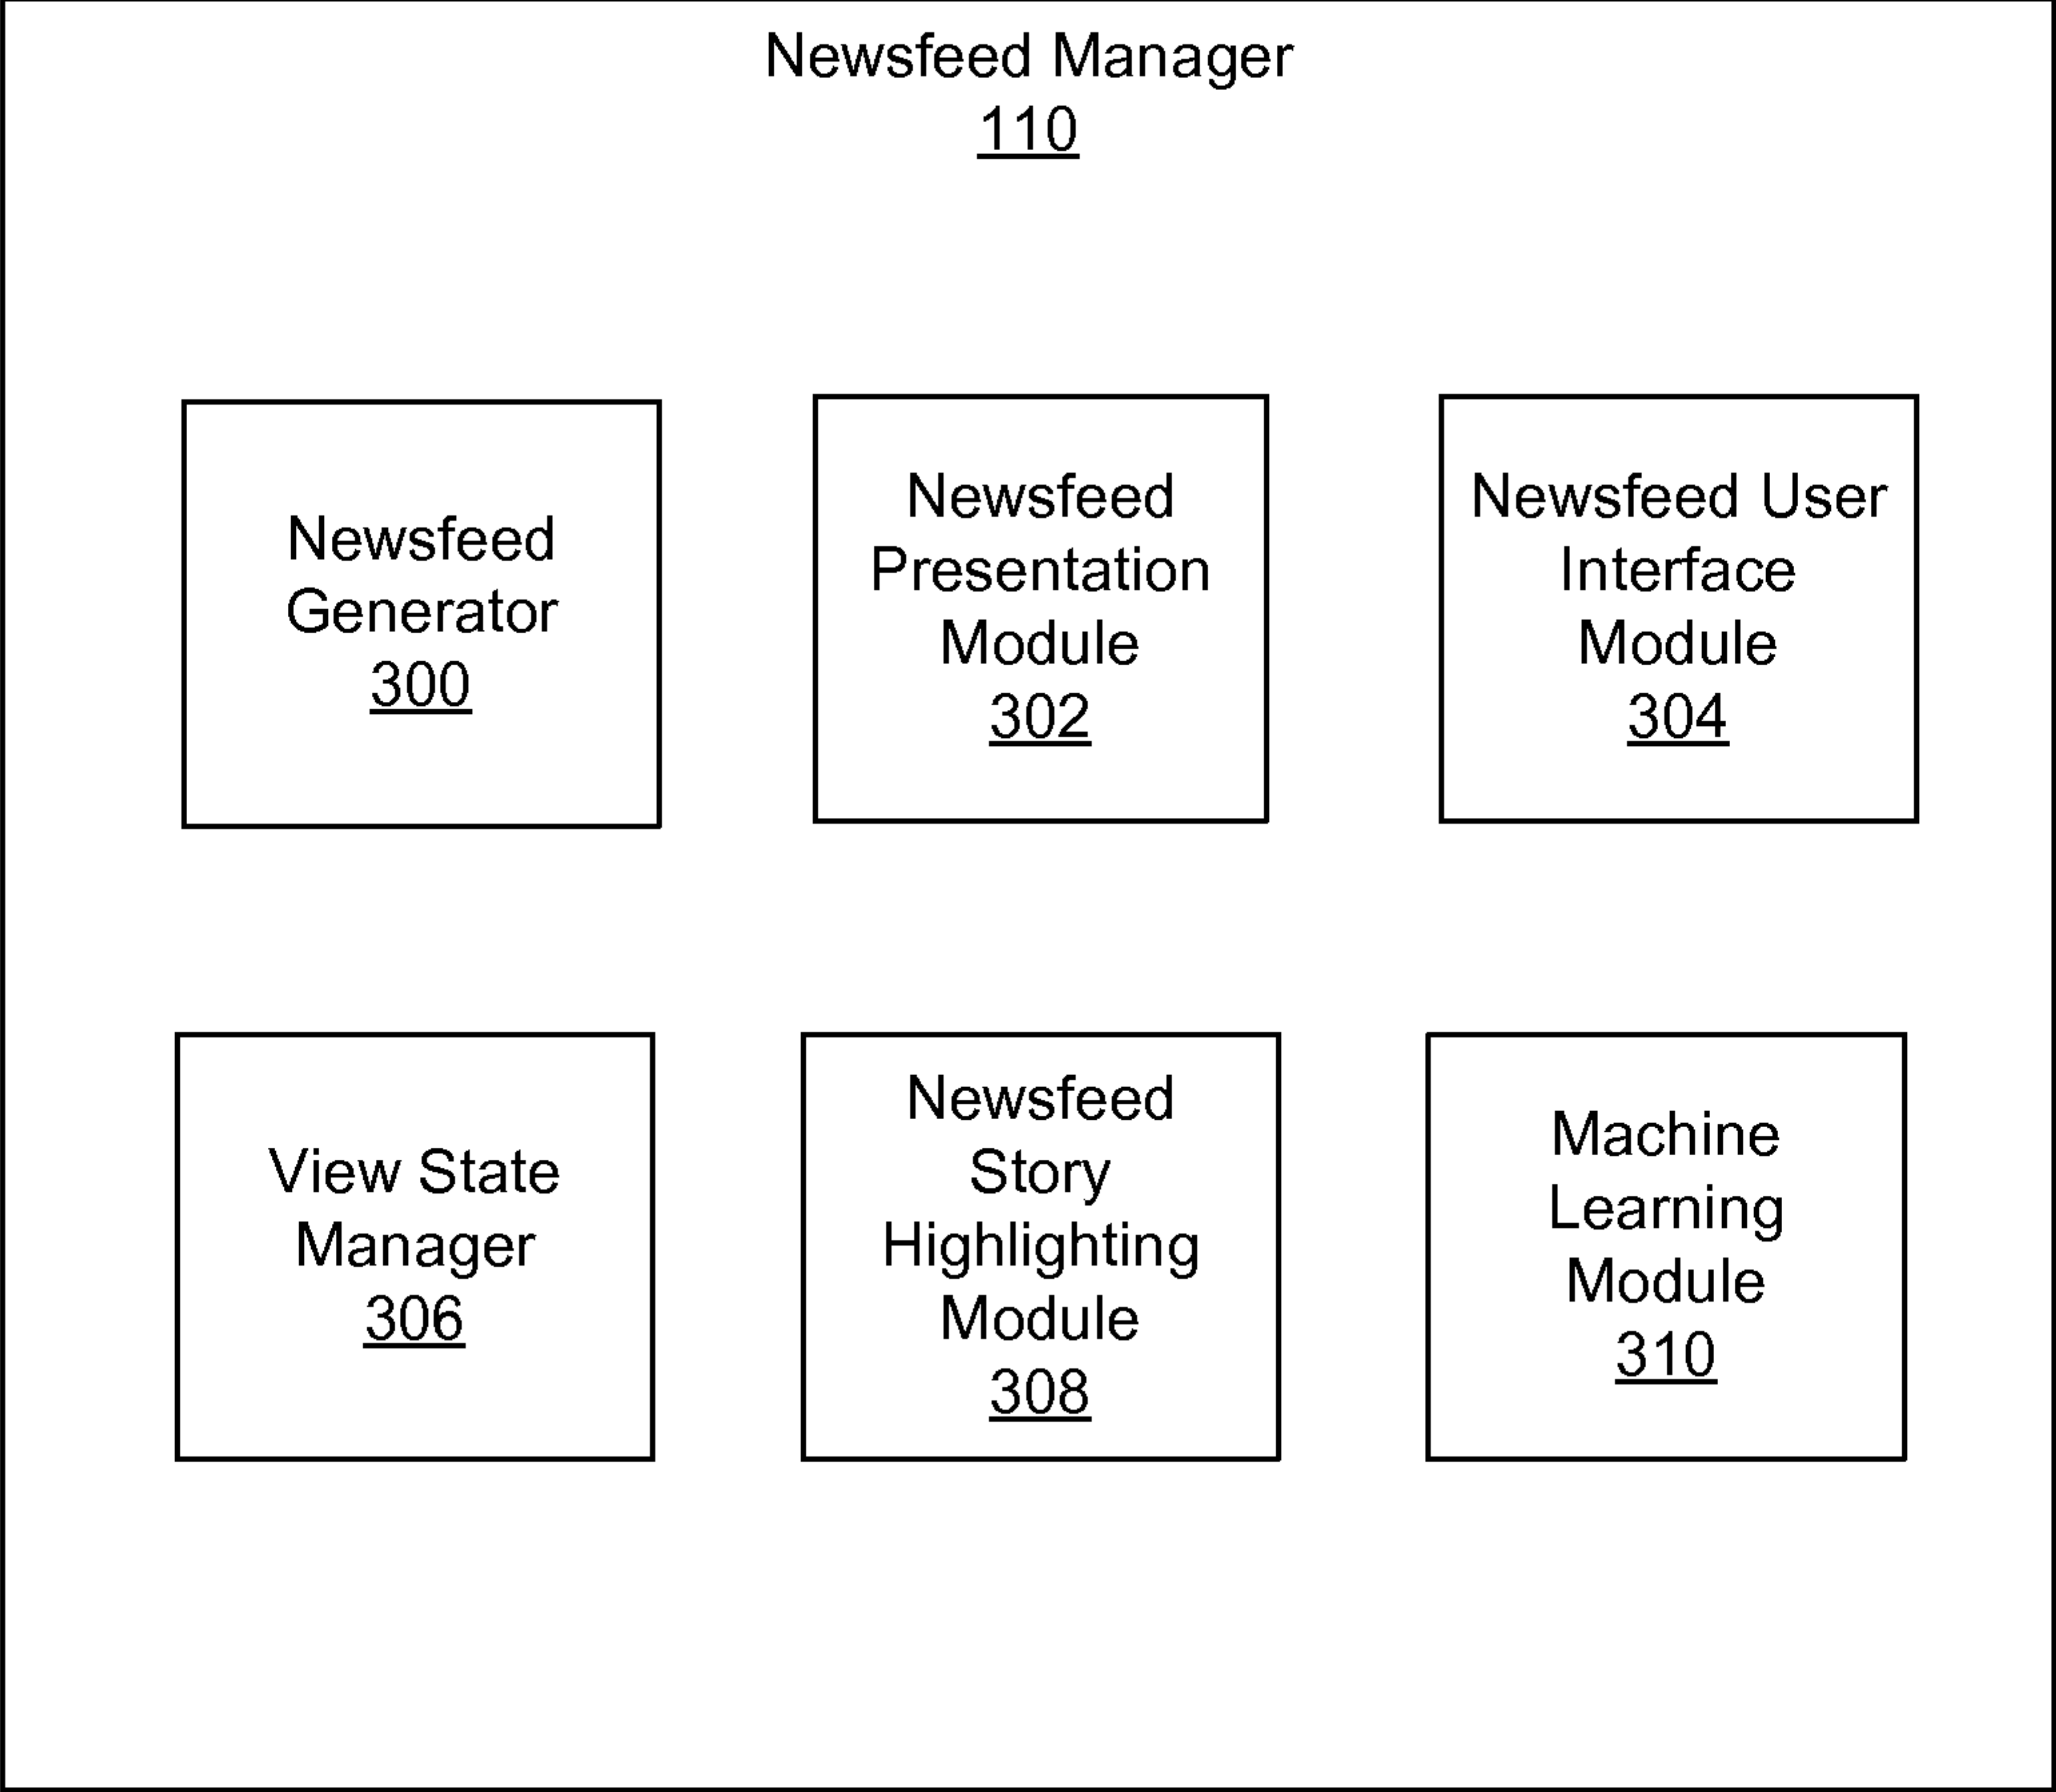 Newsfeed Manager
110
Newsfeed
Generator
300
Newsfeed
Presentation
Module
302
Newsfeed User
Interface
Module
304
View State
Manager
306
Newsfeed
Story
Highlighting
Module
308
Machine
Learning
Module
310